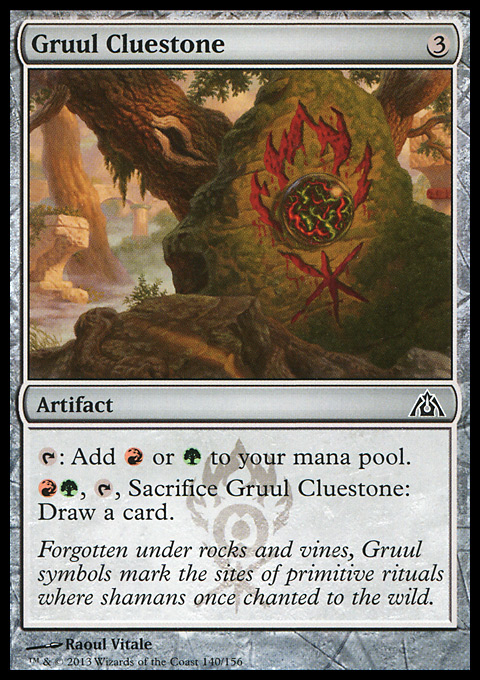 Gruul Cluestone 3
Artifact
: Add or to your mana pool.
, , Sacrifice Gruul Cluestone:
Draw a card.
Forgotten under rocks and vines, Gruul
symbols mark the sites of primitive rituals
where shamans once chanted to the wild.
Raoul Vitale
™ & © 2013 Wizards of the Coast 140/156